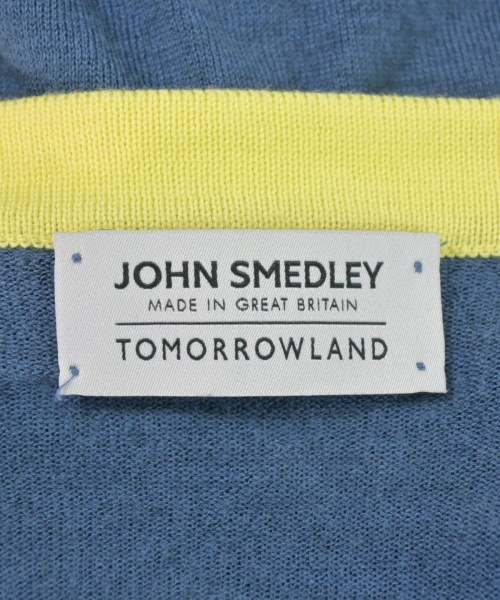 JOHN SMEDLEY
MADE IN GREAT BRITAIN
TOMORROWLAND